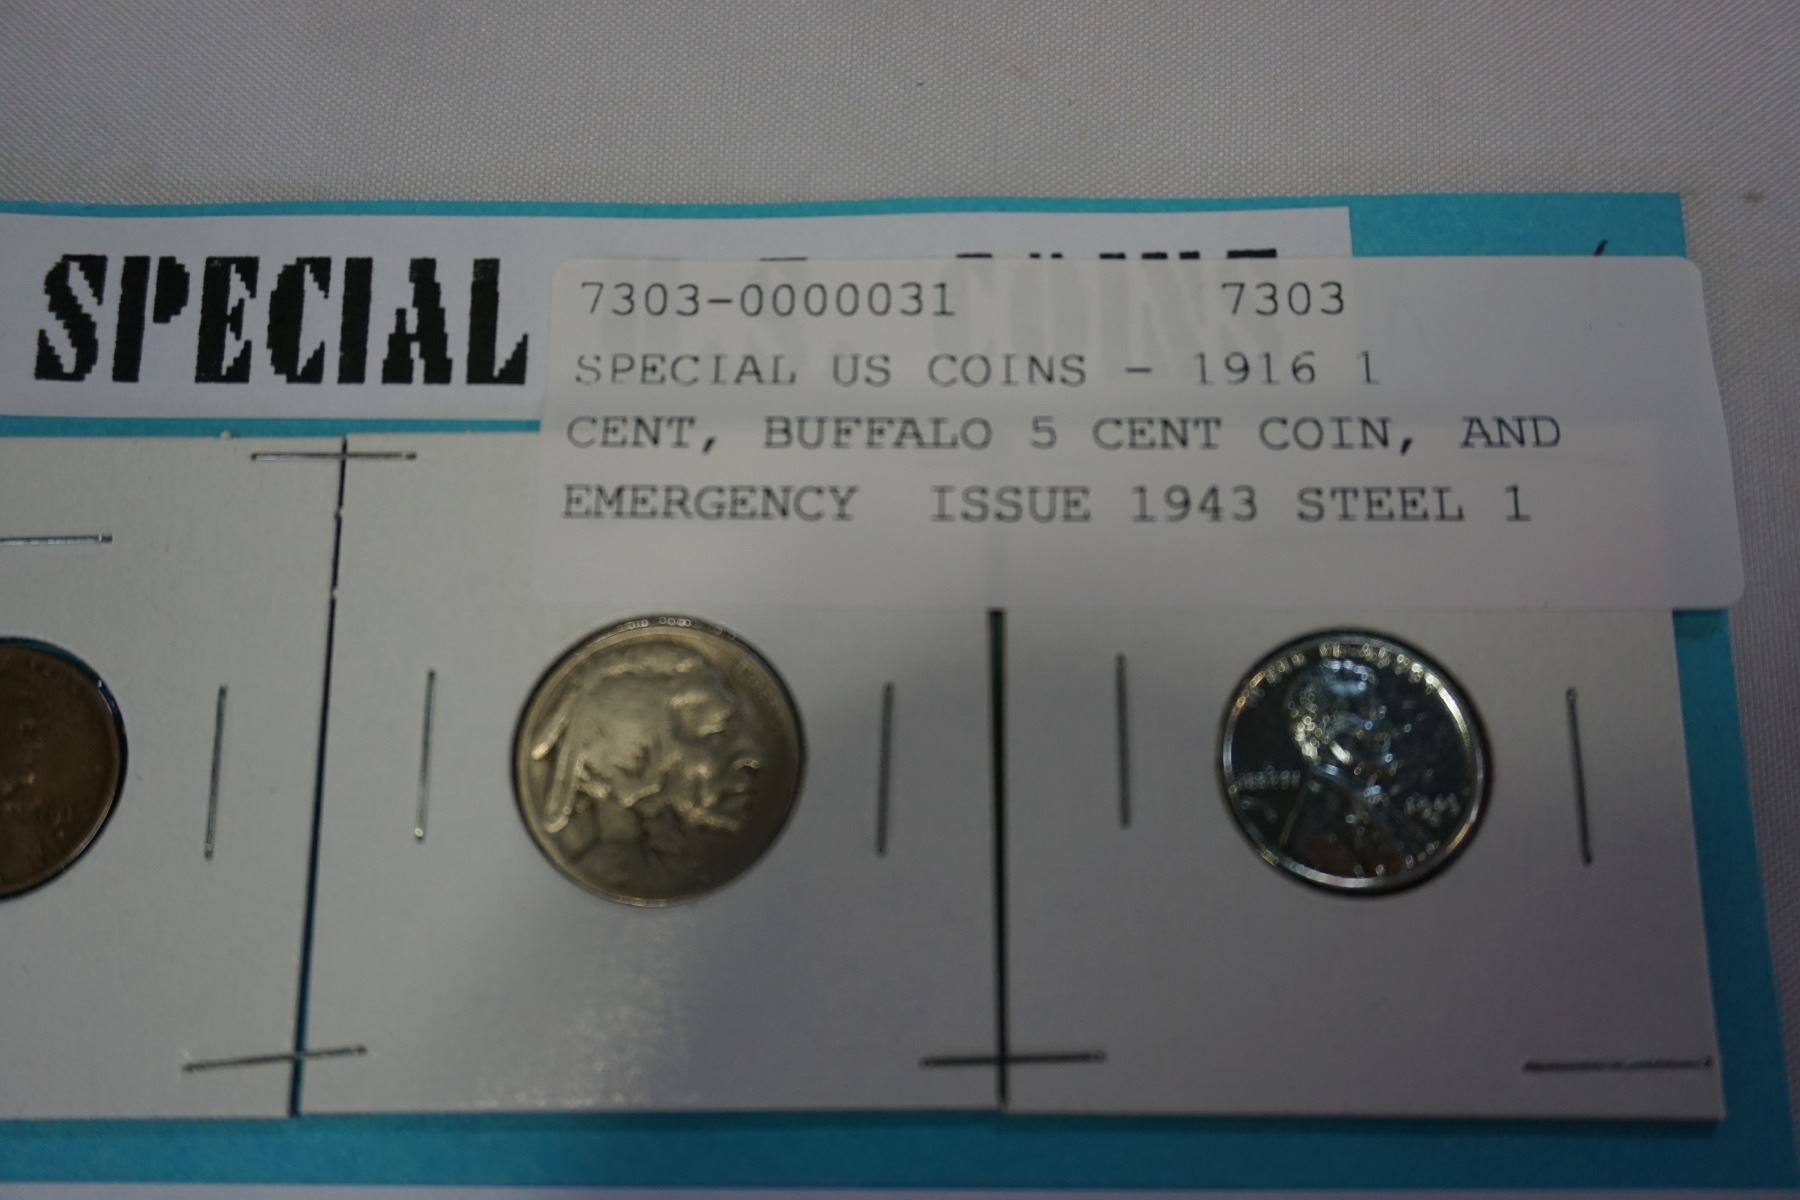 SPECIAL
7303-0000031 7303
SPECIAL US COINS - 1916 1
CENT, BUFFALO 5 CENT COIN, AND
EMERGENCY ISSUE 1943 STEEL 1